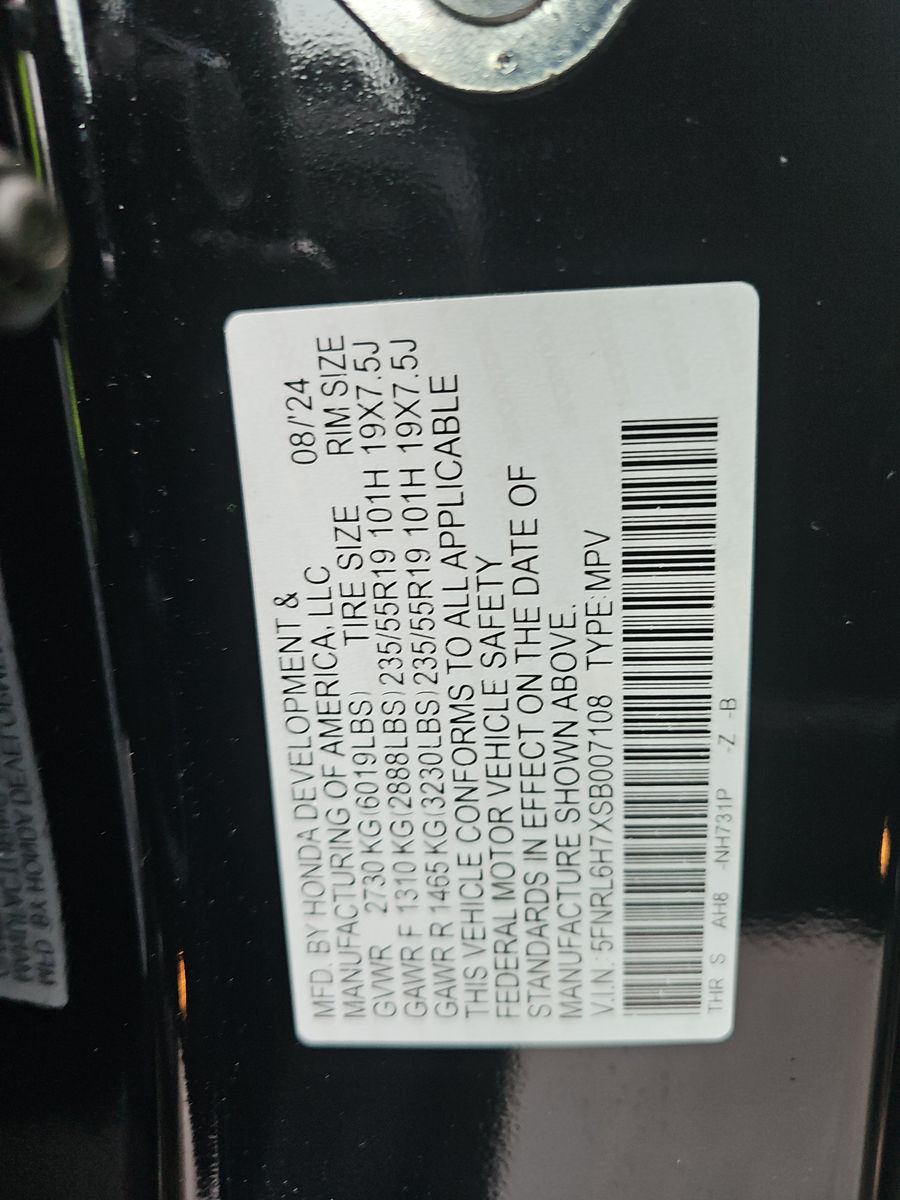 MFD. BY HONDA DEVELOPMENT & 08/'24
MANUFACTURING OF AMERICA, LLC
TIRE SIZE RIM SIZE
GVWR 2730 KG(6019LBS)
GAWR F 1310 KG(2888LBS) 235/55R19 101H 19X7.5J
GAWR R 1465 KG(3230LBS) 235/55R19 101H 19X7.5J
THIS VEHICLE CONFORMS TO ALL APPLICABLE
FEDERAL MOTOR VEHICLE SAFETY
STANDARDS IN EFFECT ON THE DATE OF
MANUFACTURE SHOWN ABOVE.
V.I.N.:5FNRL6H7XSB007108 TYPE:MPV
THR S AH8 -NH731P -Z -B